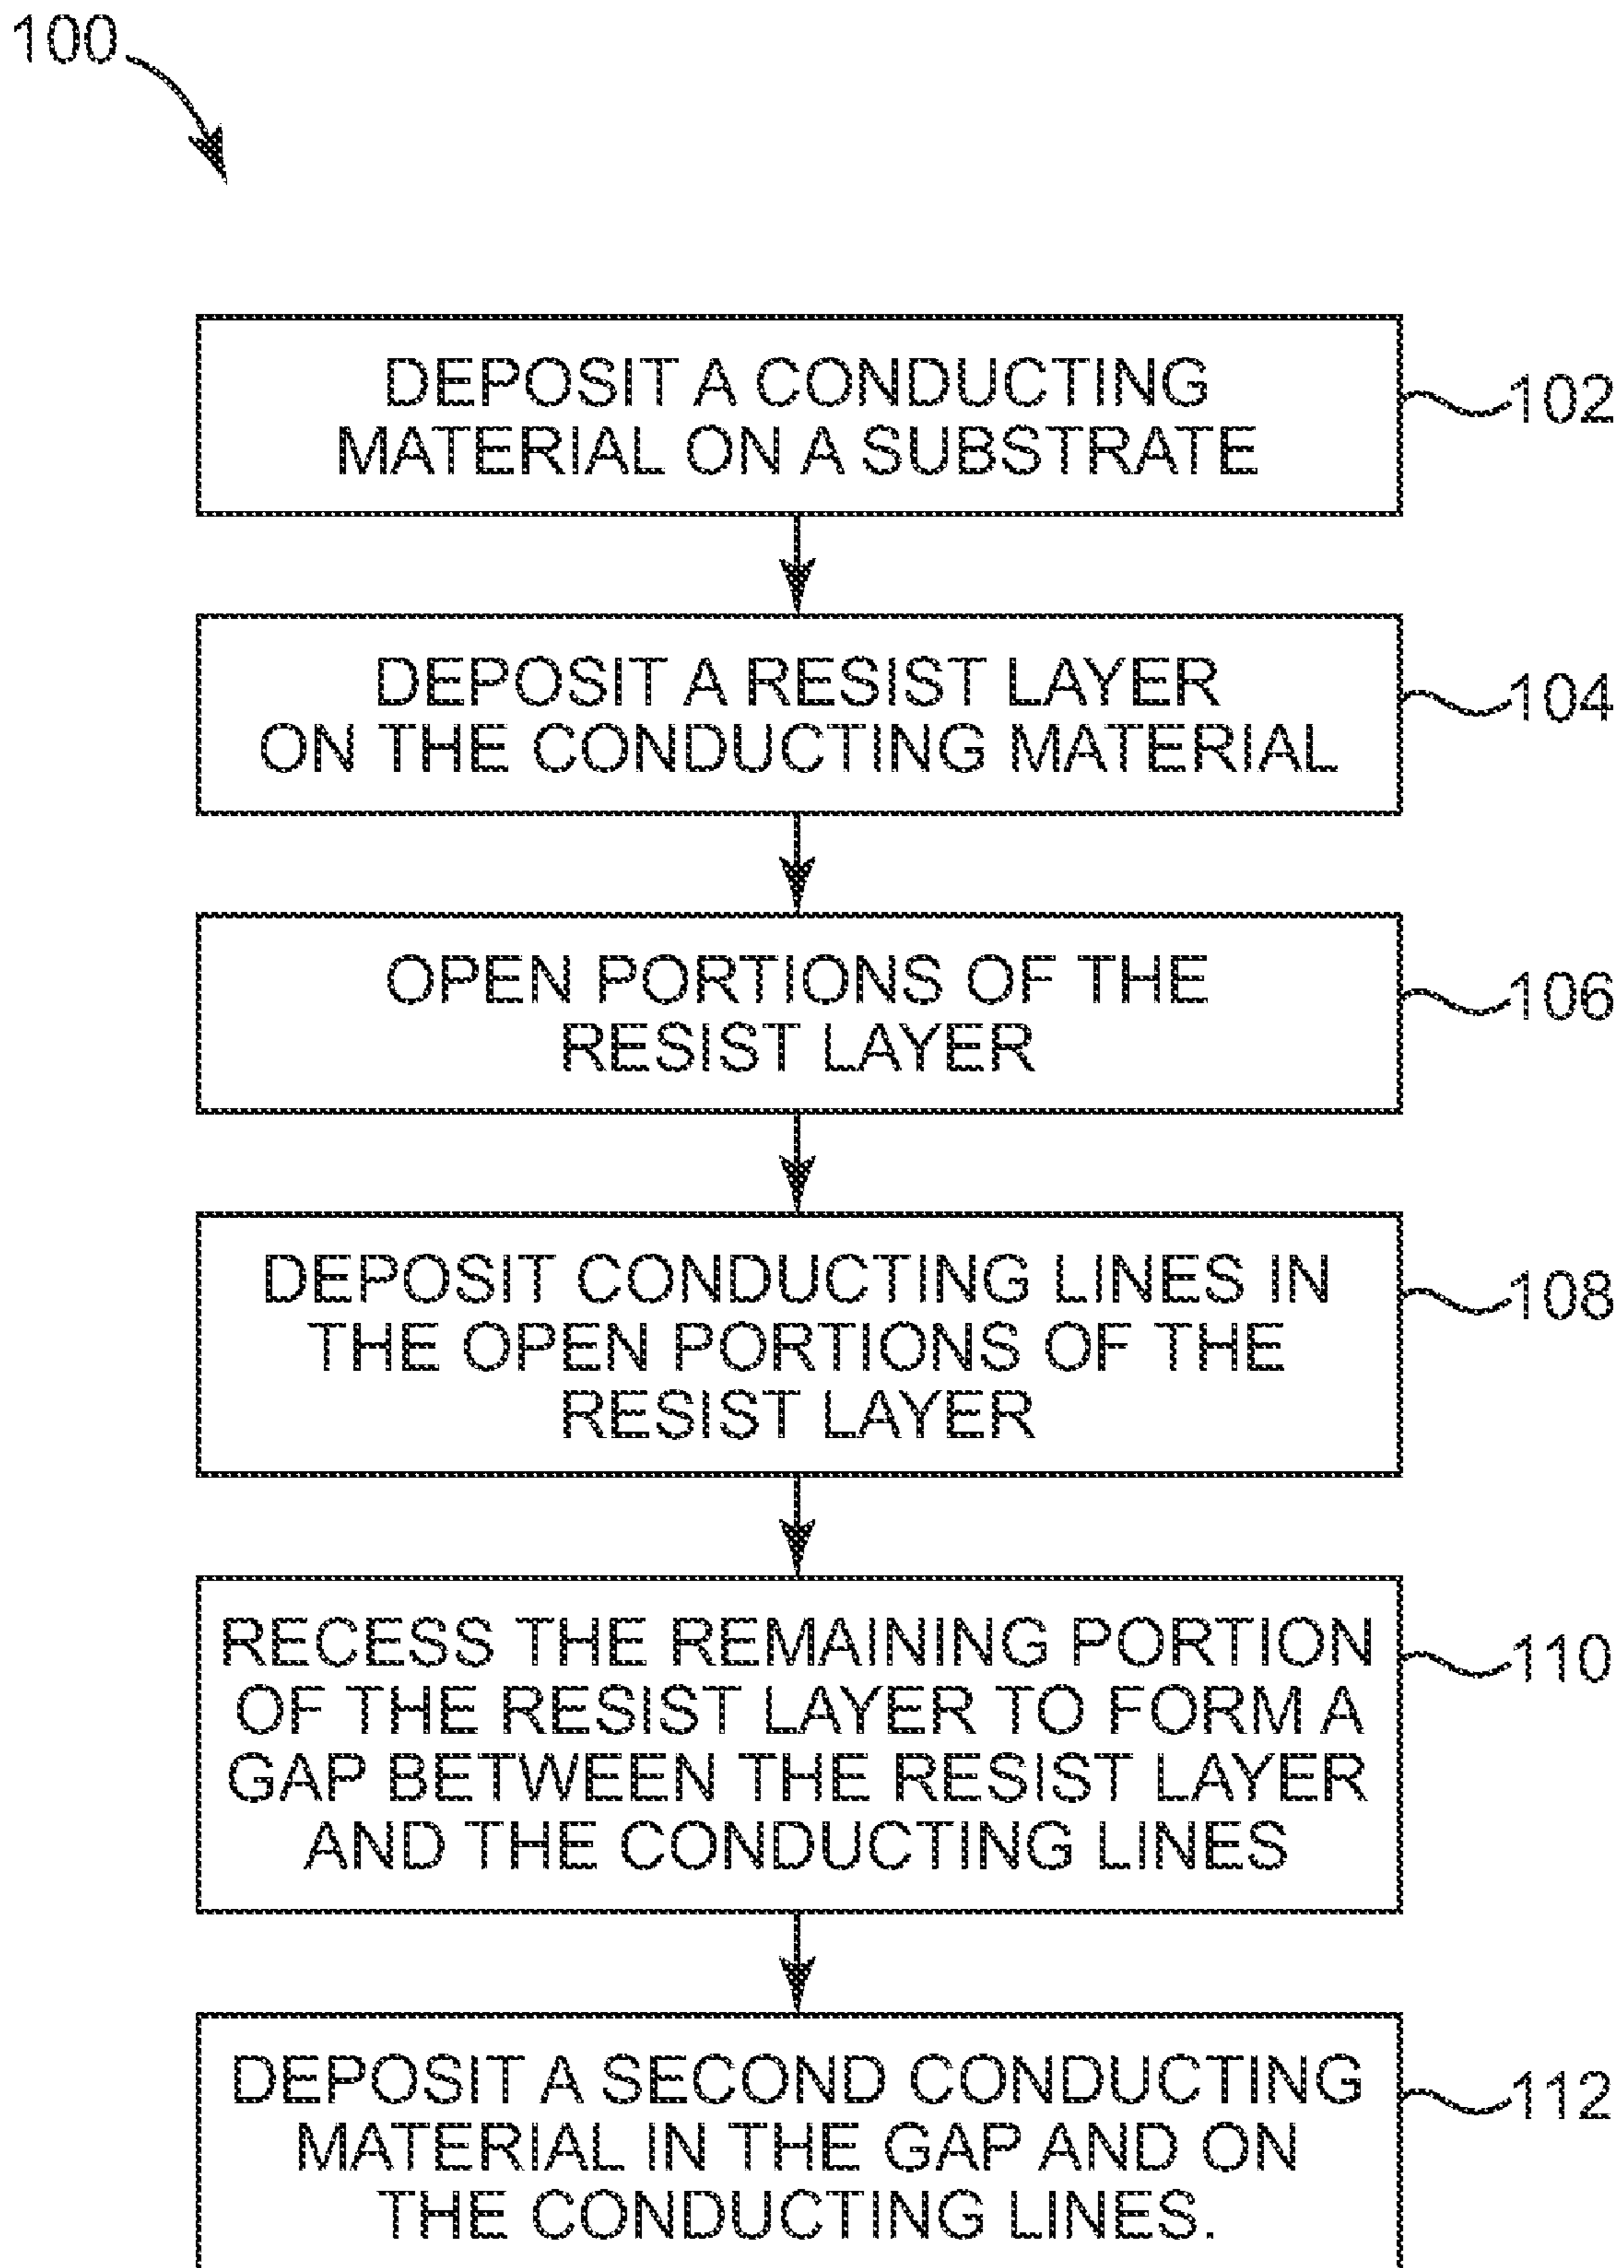 100
DEPOSIT A CONDUCTING
MATERIAL ON A SUBSTRATE
102
DEPOSIT A RESIST LAYER
ON THE CONDUCTING MATERIAL
104
OPEN PORTIONS OF THE
RESIST LAYER
106
DEPOSIT CONDUCTING LINES IN
THE OPEN PORTIONS OF THE
RESIST LAYER
108
RECESS THE REMAINING PORTION
OF THE RESIST LAYER TO FORM A
GAP BETWEEN THE RESIST LAYER
AND THE CONDUCTING LINES
110
DEPOSIT A SECOND CONDUCTING
MATERIAL IN THE GAP AND ON
THE CONDUCTING LINES.
112